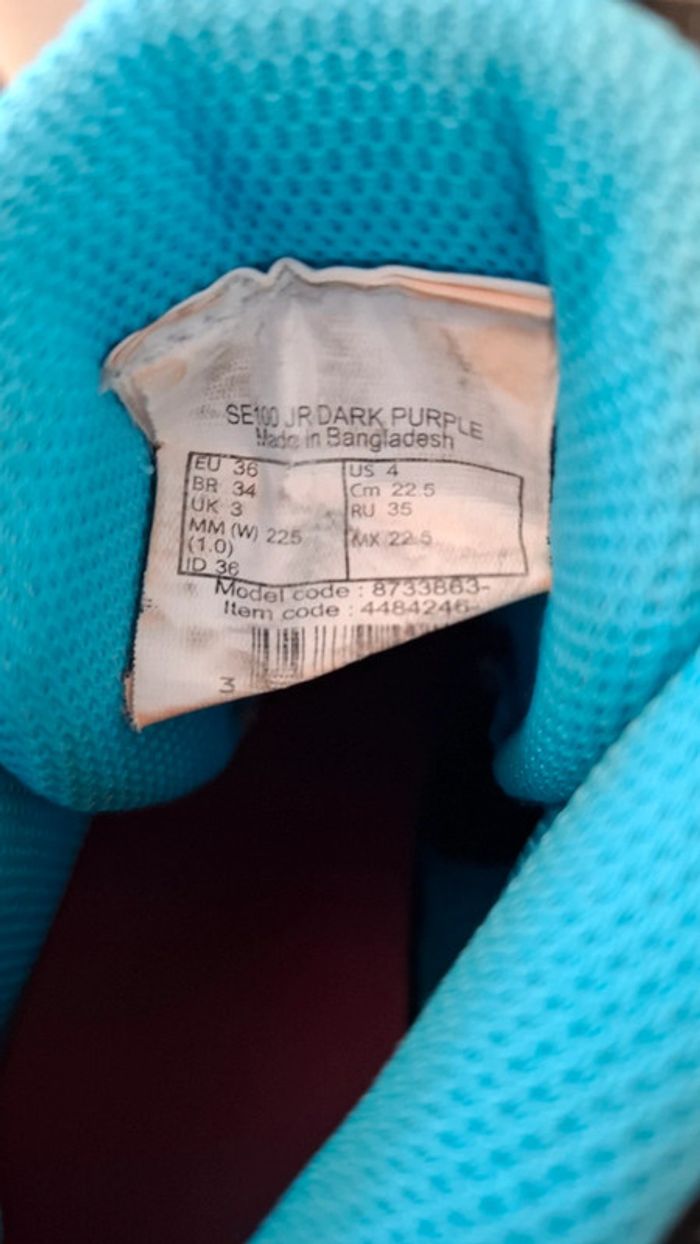 SE100 JR DARK PURPLE
Made in Bangladesh
EU 36
BR 34
UK 3
MM (W) 225
(1.0)
ID 36
US 4
Cm 22.5
RU 35
MX 22.5
Model code : 8733863-
Item code : 4484246-
3